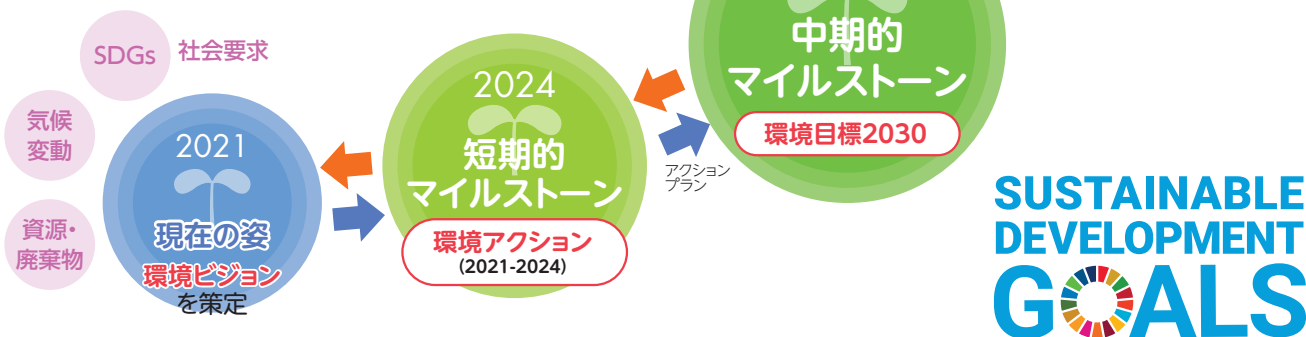 SDGs
社会要求
気候
変動
資源・
廃棄物
2021
現在の姿
環境ビジョン
を策定
2024
短期的
マイルストーン
環境アクション
(2021-2024)
アクション
プラン
中期的
マイルストーン
環境目標2030
SUSTAINABLE
DEVELOPMENT
GOALS